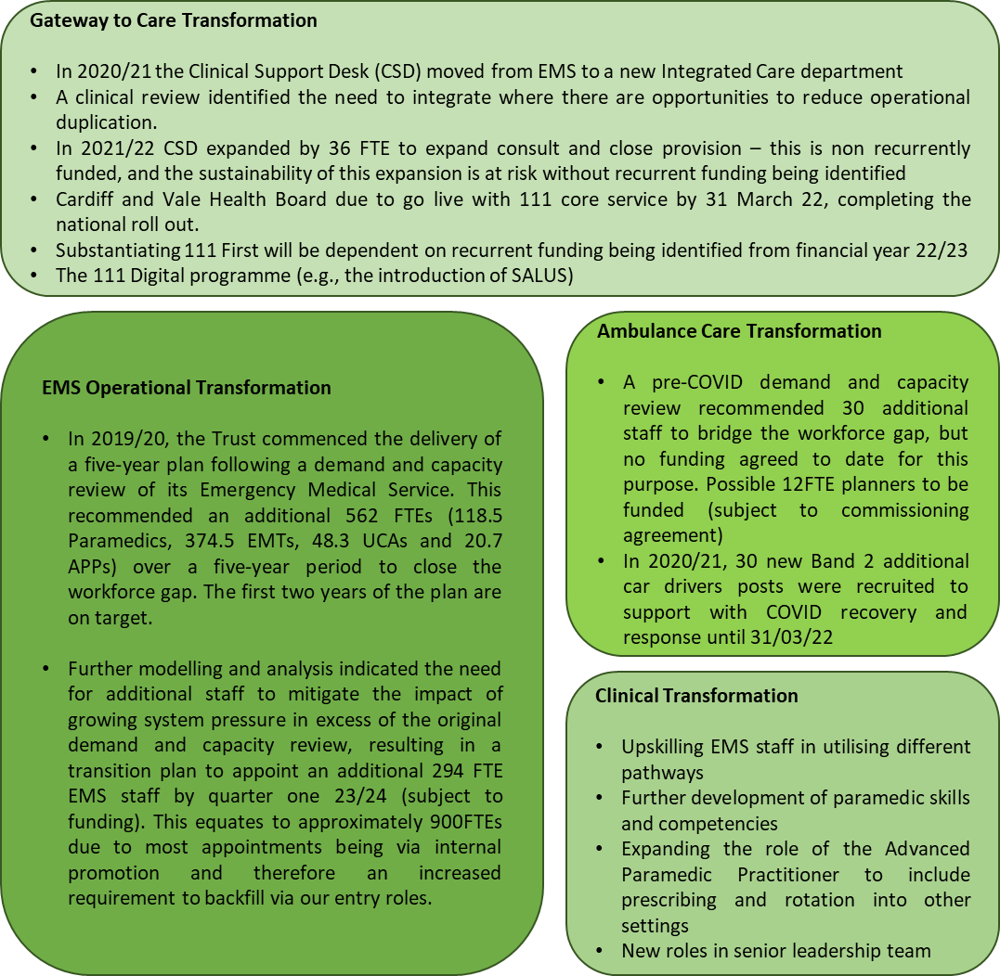 Gateway to Care Transformation
• In 2020/21 the Clinical Support Desk (CSD) moved from EMS to a new Integrated Care department
• A clinical review identified the need to integrate where there are opportunities to reduce operational
duplication.
• In 2021/22 CSD expanded by 36 FTE to expand consult and close provision – this is non recurrently
funded, and the sustainability of this expansion is at risk without recurrent funding being identified
• Cardiff and Vale Health Board due to go live with 111 core service by 31 March 22, completing the
national roll out.
• Substantiating 111 First will be dependent on recurrent funding being identified from financial year 22/23
• The 111 Digital programme (e.g., the introduction of SALUS)
EMS Operational Transformation
• In 2019/20, the Trust commenced the delivery of
a five-year plan following a demand and capacity
review of its Emergency Medical Service. This
recommended an additional 562 FTEs (118.5
Paramedics, 374.5 EMTs, 48.3 UCAs and 20.7
APPs) over a five-year period to close the
workforce gap. The first two years of the plan are
on target.
• Further modelling and analysis indicated the need
for additional staff to mitigate the impact of
growing system pressure in excess of the original
demand and capacity review, resulting in a
transition plan to appoint an additional 294 FTE
EMS staff by quarter one 23/24 (subject to
funding). This equates to approximately 900FTEs
due to most appointments being via internal
promotion and therefore an increased
requirement to backfill via our entry roles.
Ambulance Care Transformation
• A pre-COVID demand and capacity
review recommended 30 additional
staff to bridge the workforce gap, but
no funding agreed to date for this
purpose. Possible 12FTE planners to be
funded (subject to commissioning
agreement)
• In 2020/21, 30 new Band 2 additional
car drivers posts were recruited to
support with COVID recovery and
response until 31/03/22
Clinical Transformation
• Upskilling EMS staff in utilising different
pathways
• Further development of paramedic skills
and competencies
• Expanding the role of the Advanced
Paramedic Practitioner to include
prescribing and rotation into other
settings
• New roles in senior leadership team